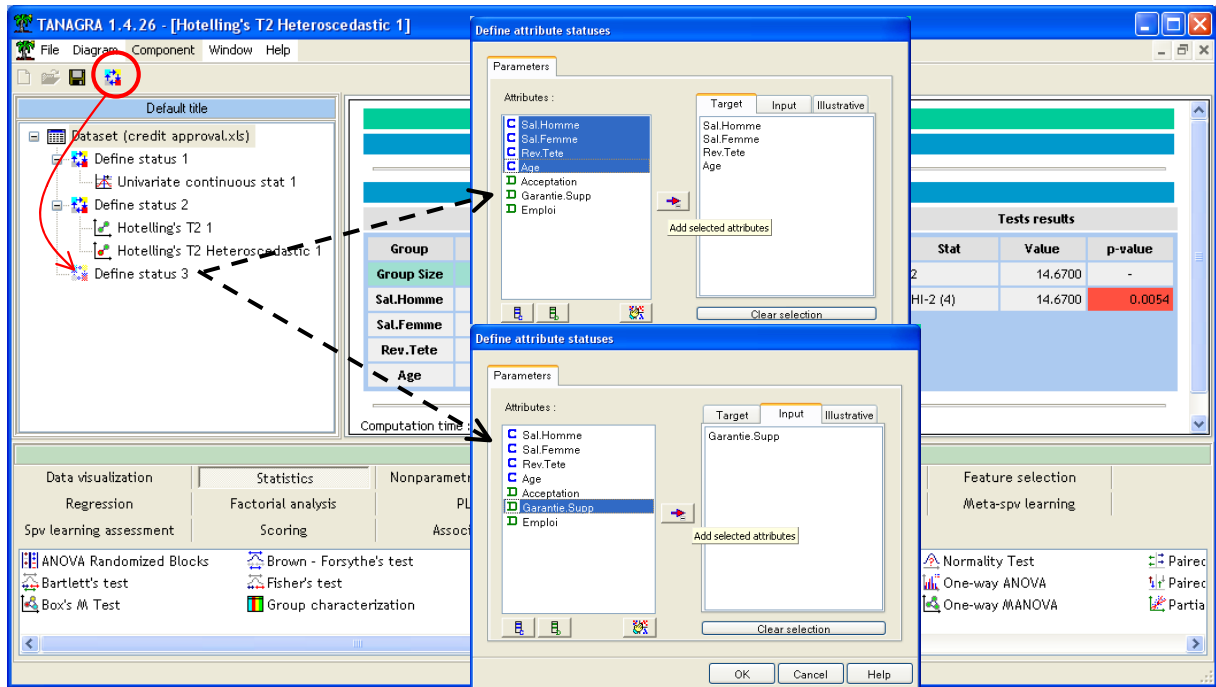 TANAGRA 1.4.26 - [Hotelling's T2 Heteroscedastic 1]
File Diagram Component Window Help
Default title
Dataset (credit approval.xls)
Define status 1
Univariate continuous stat 1
Define status 2
Hotelling's T2 1
Hotelling's T2 Heteroscedastic 1
Define status 3
Group
Group Size
Sal.Homme
Sal.Femme
Rev.Tete
Age
Computation time :
Tests results
Stat Value p-value
2 14.6700 -
HI-2 (4) 14.6700 0.0054
Define attribute statuses
Parameters
Attributes :
C Sal.Homme
C Sal.Femme
C Rev.Tete
C Age
D Acceptation
D Garantie.Supp
D Emploi
Add selected attributes
Target Input Illustrative
Sal.Homme
Sal.Femme
Rev.Tete
Age
Clear selection
Define attribute statuses
Parameters
Attributes :
C Sal.Homme
C Sal.Femme
C Rev.Tete
C Age
D Acceptation
D Garantie.Supp
D Emploi
Add selected attributes
Target Input Illustrative
Garantie.Supp
Clear selection
OK Cancel Help
Data visualization Statistics Nonparamet Feature selection
Regression Factorial analysis PL Meta-spv learning
Spv learning assessment Scoring Associ
ANOVA Randomized Blocks Brown - Forsythe's test Normality Test Paired
Bartlett's test Fisher's test One-way ANOVA Paired
Box's M Test Group characterization One-way MANOVA Partia